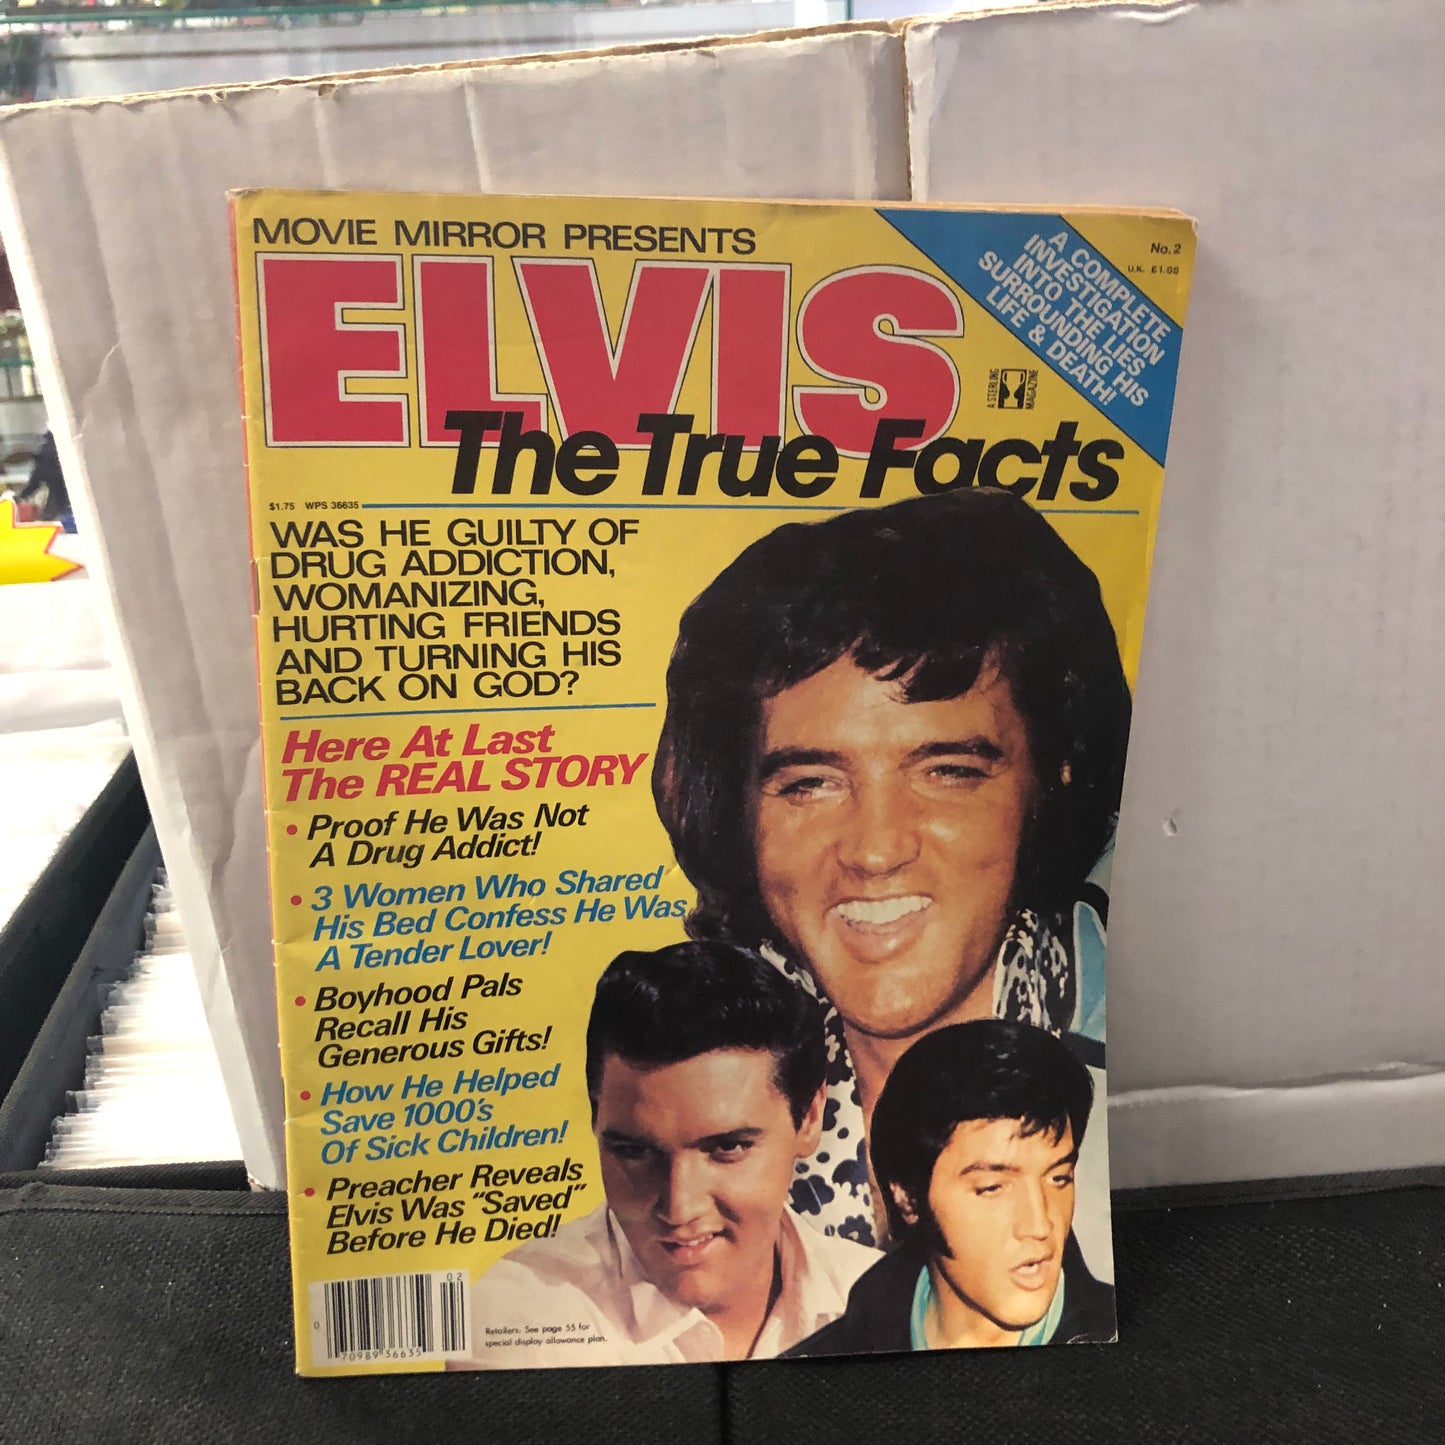 MOVIE MIRROR PRESENTS
ELVIS
The True Facts
No. 2
U.K. £1.00
A COMPLETE
INVESTIGATION
INTO THE LIES
SURROUNDING HIS
LIFE & DEATH!
A STERLING
MAGAZINE
$1.75 WPS 36635
WAS HE GUILTY OF
DRUG ADDICTION,
WOMANIZING,
HURTING FRIENDS
AND TURNING HIS
BACK ON GOD?
Here At Last
The REAL STORY
• Proof He Was Not
A Drug Addict!
• 3 Women Who Shared
His Bed Confess He Was
A Tender Lover!
• Boyhood Pals
Recall His
Generous Gifts!
• How He Helped
Save 1000's
Of Sick Children!
• Preacher Reveals
Elvis Was "Saved"
Before He Died!
02
0
70989 36635
Retailers: See page 55 for
special display allowance plan.